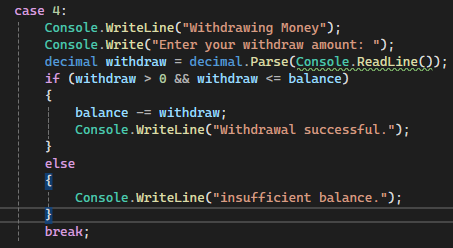 case 4:
    Console.WriteLine("Withdrawing Money");
    Console.Write("Enter your withdraw amount: ");
    decimal withdraw = decimal.Parse(Console.ReadLine());
    if (withdraw > 0 && withdraw <= balance)
    {
        balance -= withdraw;
        Console.WriteLine("Withdrawal successful.");
    }
    else
    {
        Console.WriteLine("insufficient balance.");
    }
    break;